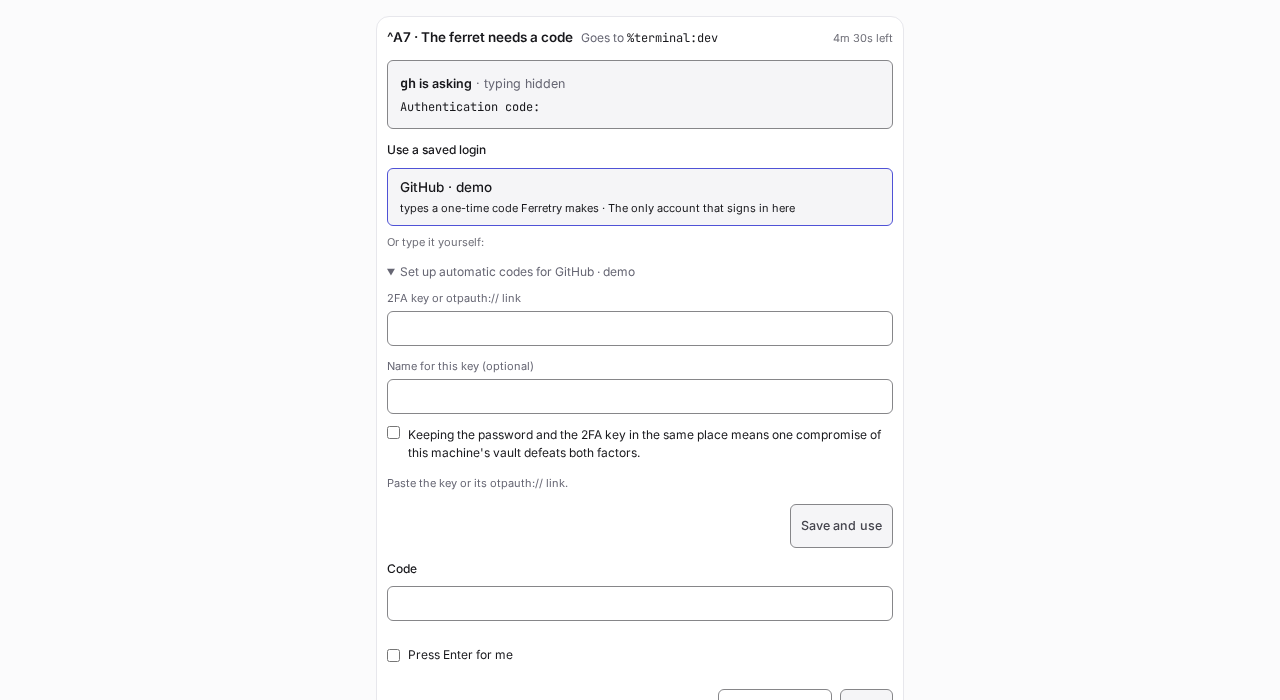 ^A7 · The ferret needs a code Goes to %terminal:dev 4m 30s left
gh is asking · typing hidden
Authentication code:
Use a saved login
GitHub · demo
types a one-time code Ferretry makes · The only account that signs in here
Or type it yourself:
▼ Set up automatic codes for GitHub · demo
2FA key or otpauth:// link
Name for this key (optional)
Keeping the password and the 2FA key in the same place means one compromise of
this machine's vault defeats both factors.
Paste the key or its otpauth:// link.
Save and use
Code
Press Enter for me